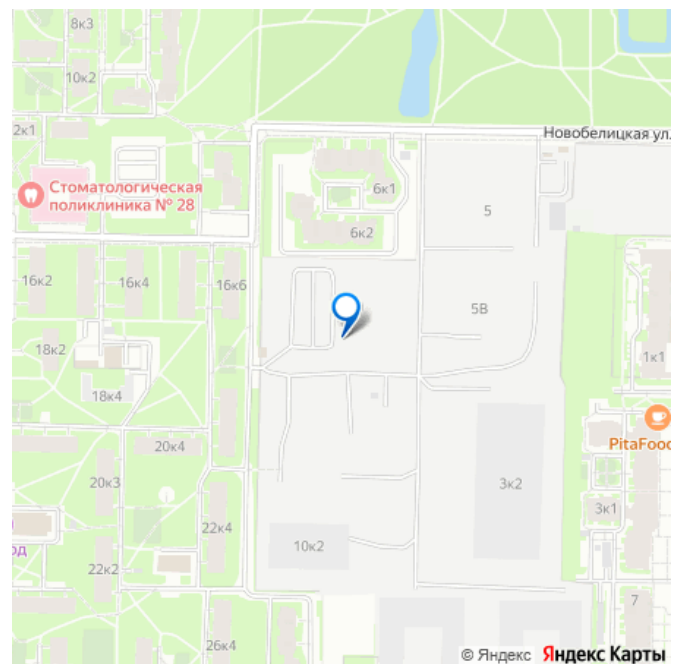 8к3
10к2
2к1
Новобелицкая ул.
Стоматологическая
поликлиника № 28
6к1
6к2
5
16к2
16к4
16к6
5В
18к2
1к1
18к4
PitaFood
20к4
20к3
3к2
3к1
22к4
од
10к2
22к2
7
26к4
© Яндекс Яндекс Карты